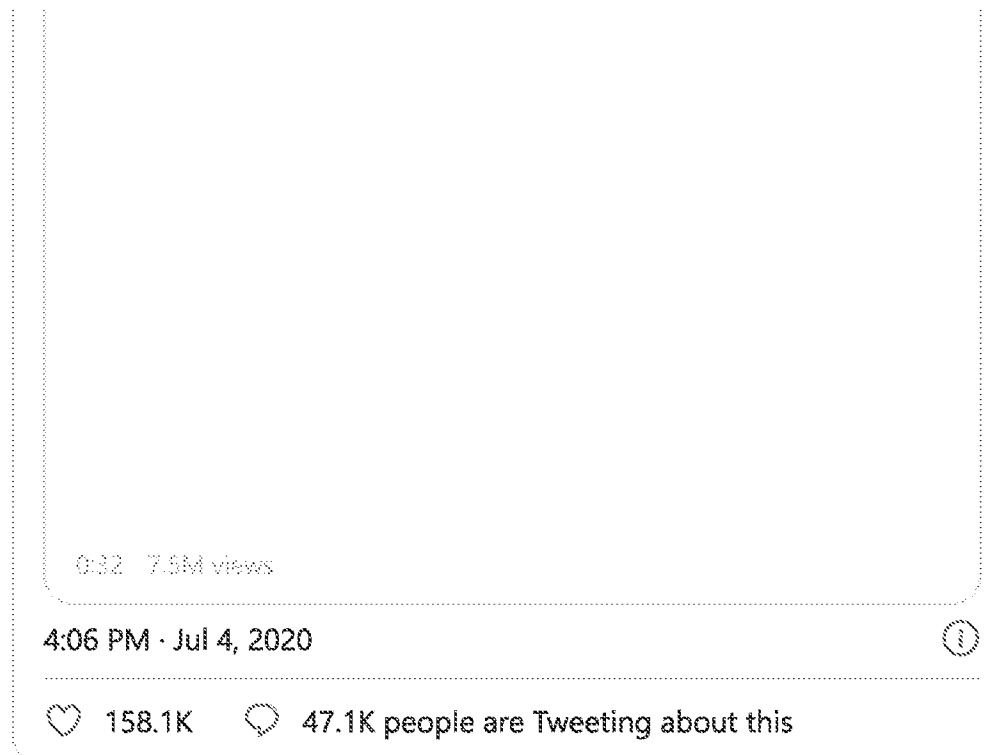 0:32 7.5M views
4:06 PM · Jul 4, 2020
158.1K 47.1K people are Tweeting about this